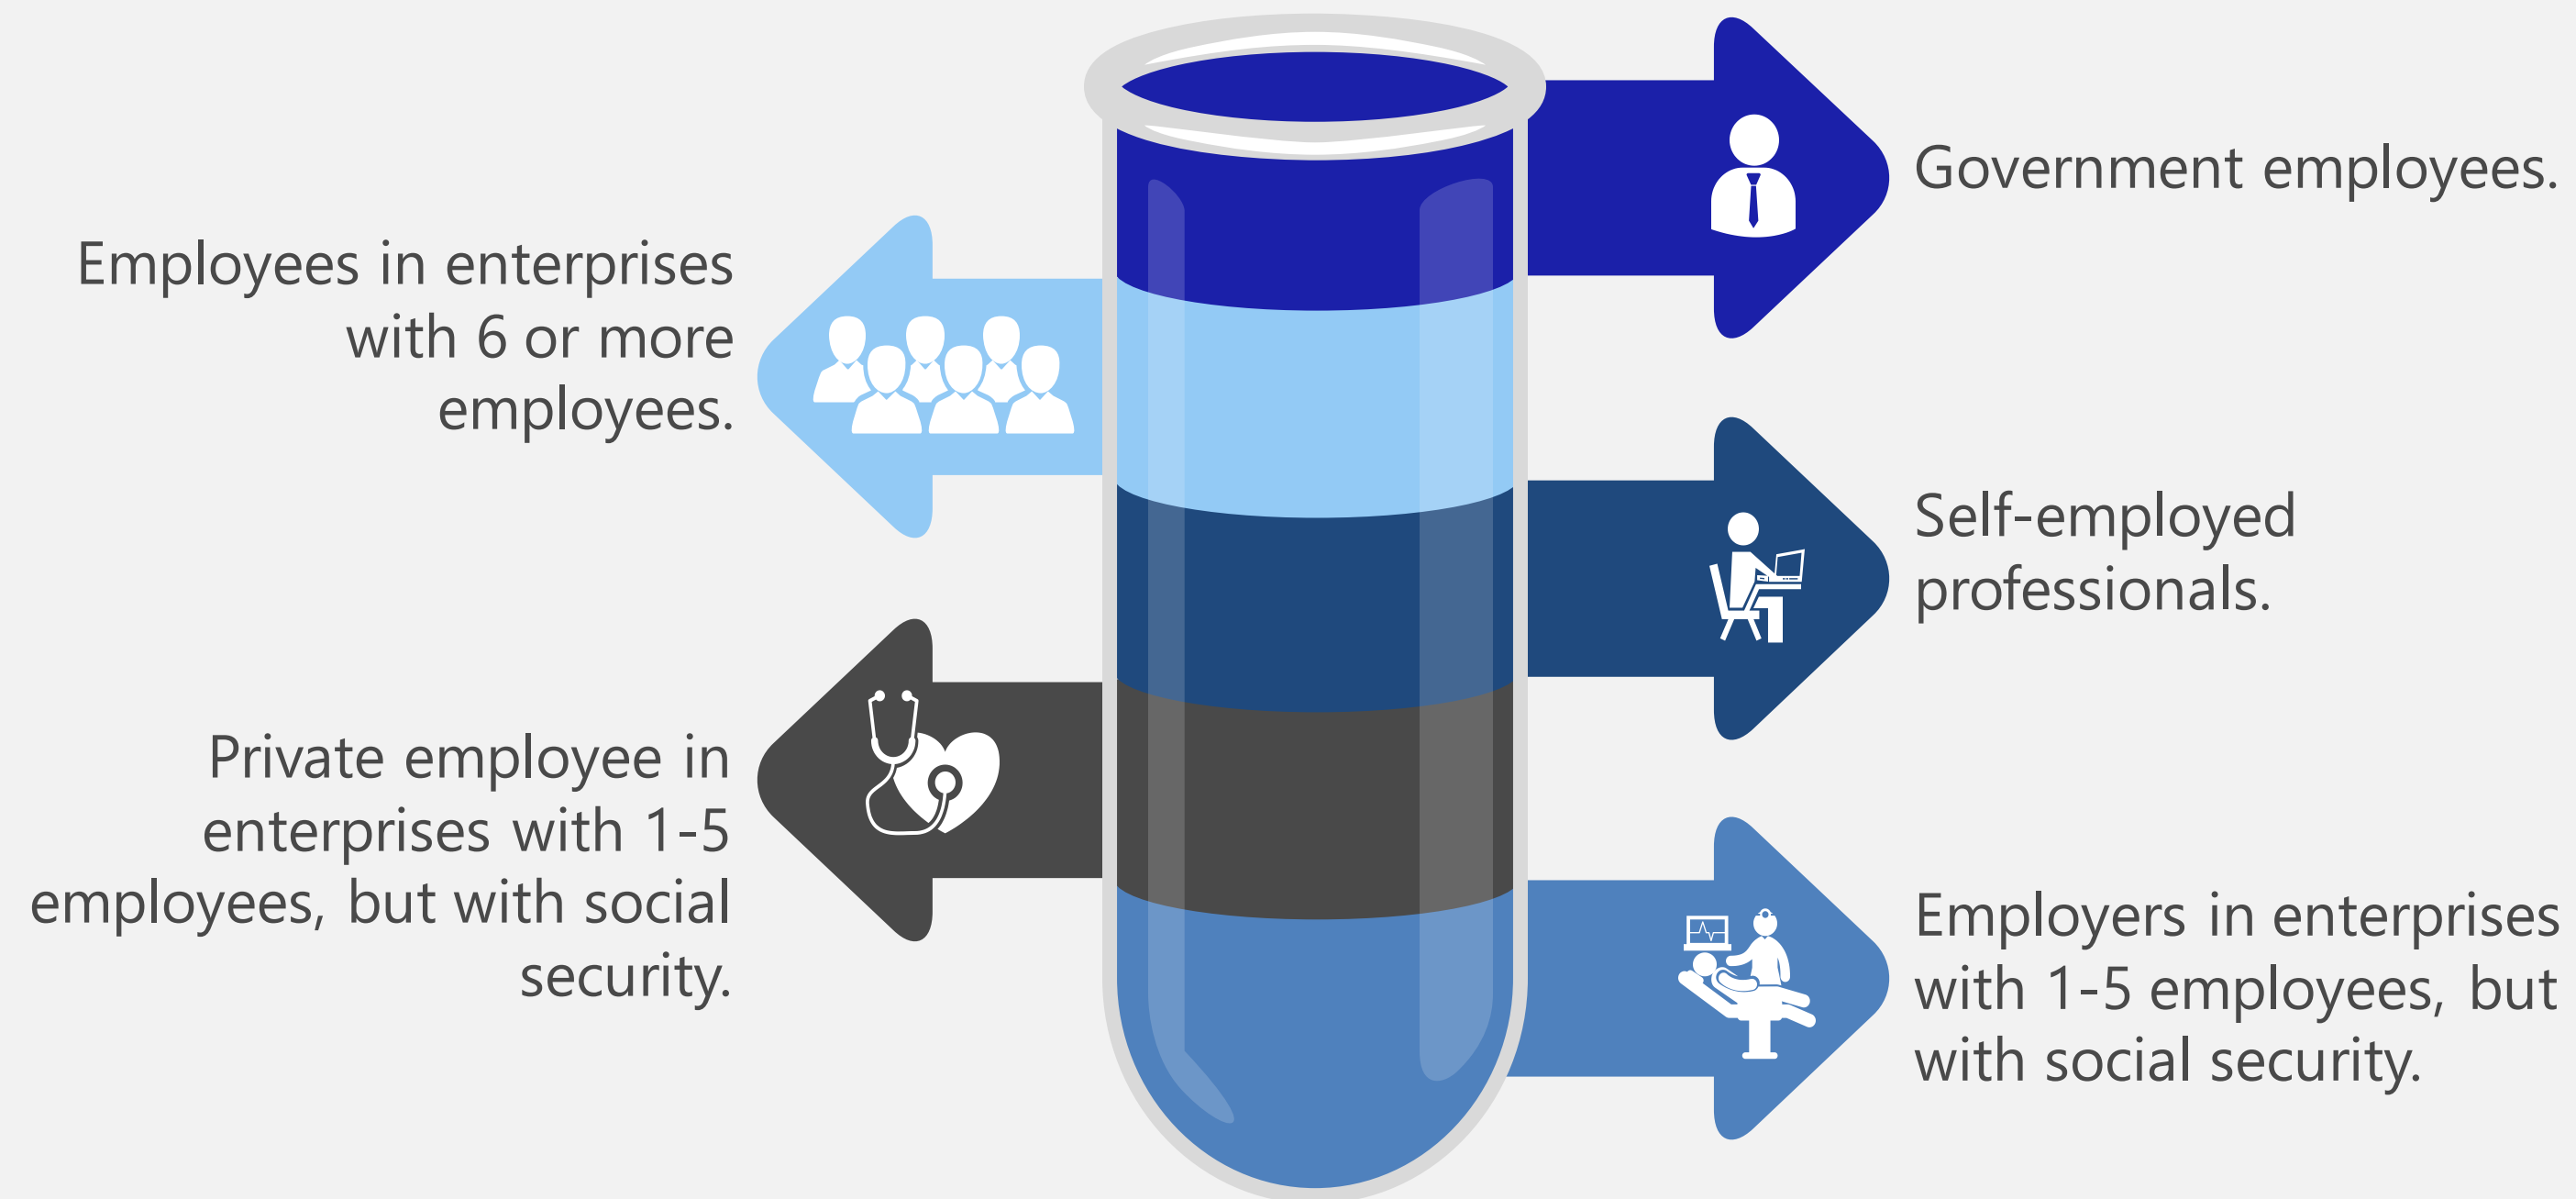 Government employees.
Employees in enterprises
with 6 or more
employees.
Self-employed
professionals.
Private employee in
enterprises with 1-5
employees, but with social
security.
Employers in enterprises
with 1-5 employees, but
with social security.